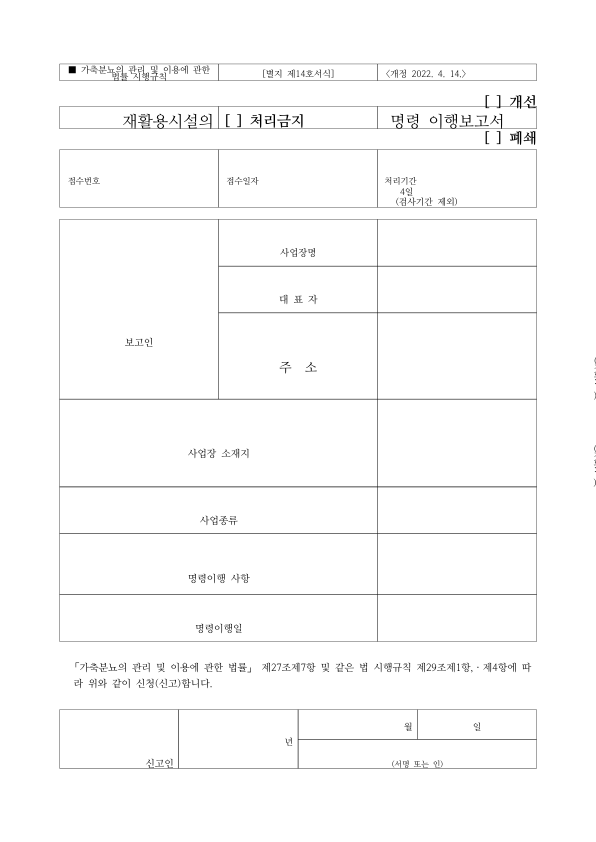 ■ 가축분뇨의 관리 및 이용에 관한
법률 시행규칙
[별지 제14호서식]
〈개정 2022. 4. 14.〉
[ ] 개선
재활용시설의 [ ] 처리금지 명령 이행보고서
[ ] 폐쇄
접수번호
접수일자
처리기간
4일
(검사기간 제외)
보고인
사업장명
대 표 자
주 소
사업장 소재지
사업종류
명령이행 사항
명령이행일
「가축분뇨의 관리 및 이용에 관한 법률」 제27조제7항 및 같은 법 시행규칙 제29조제1항, · 제4항에 따
라 위와 같이 신청(신고)합니다.
년
월
일
신고인
(서명 또는 인)